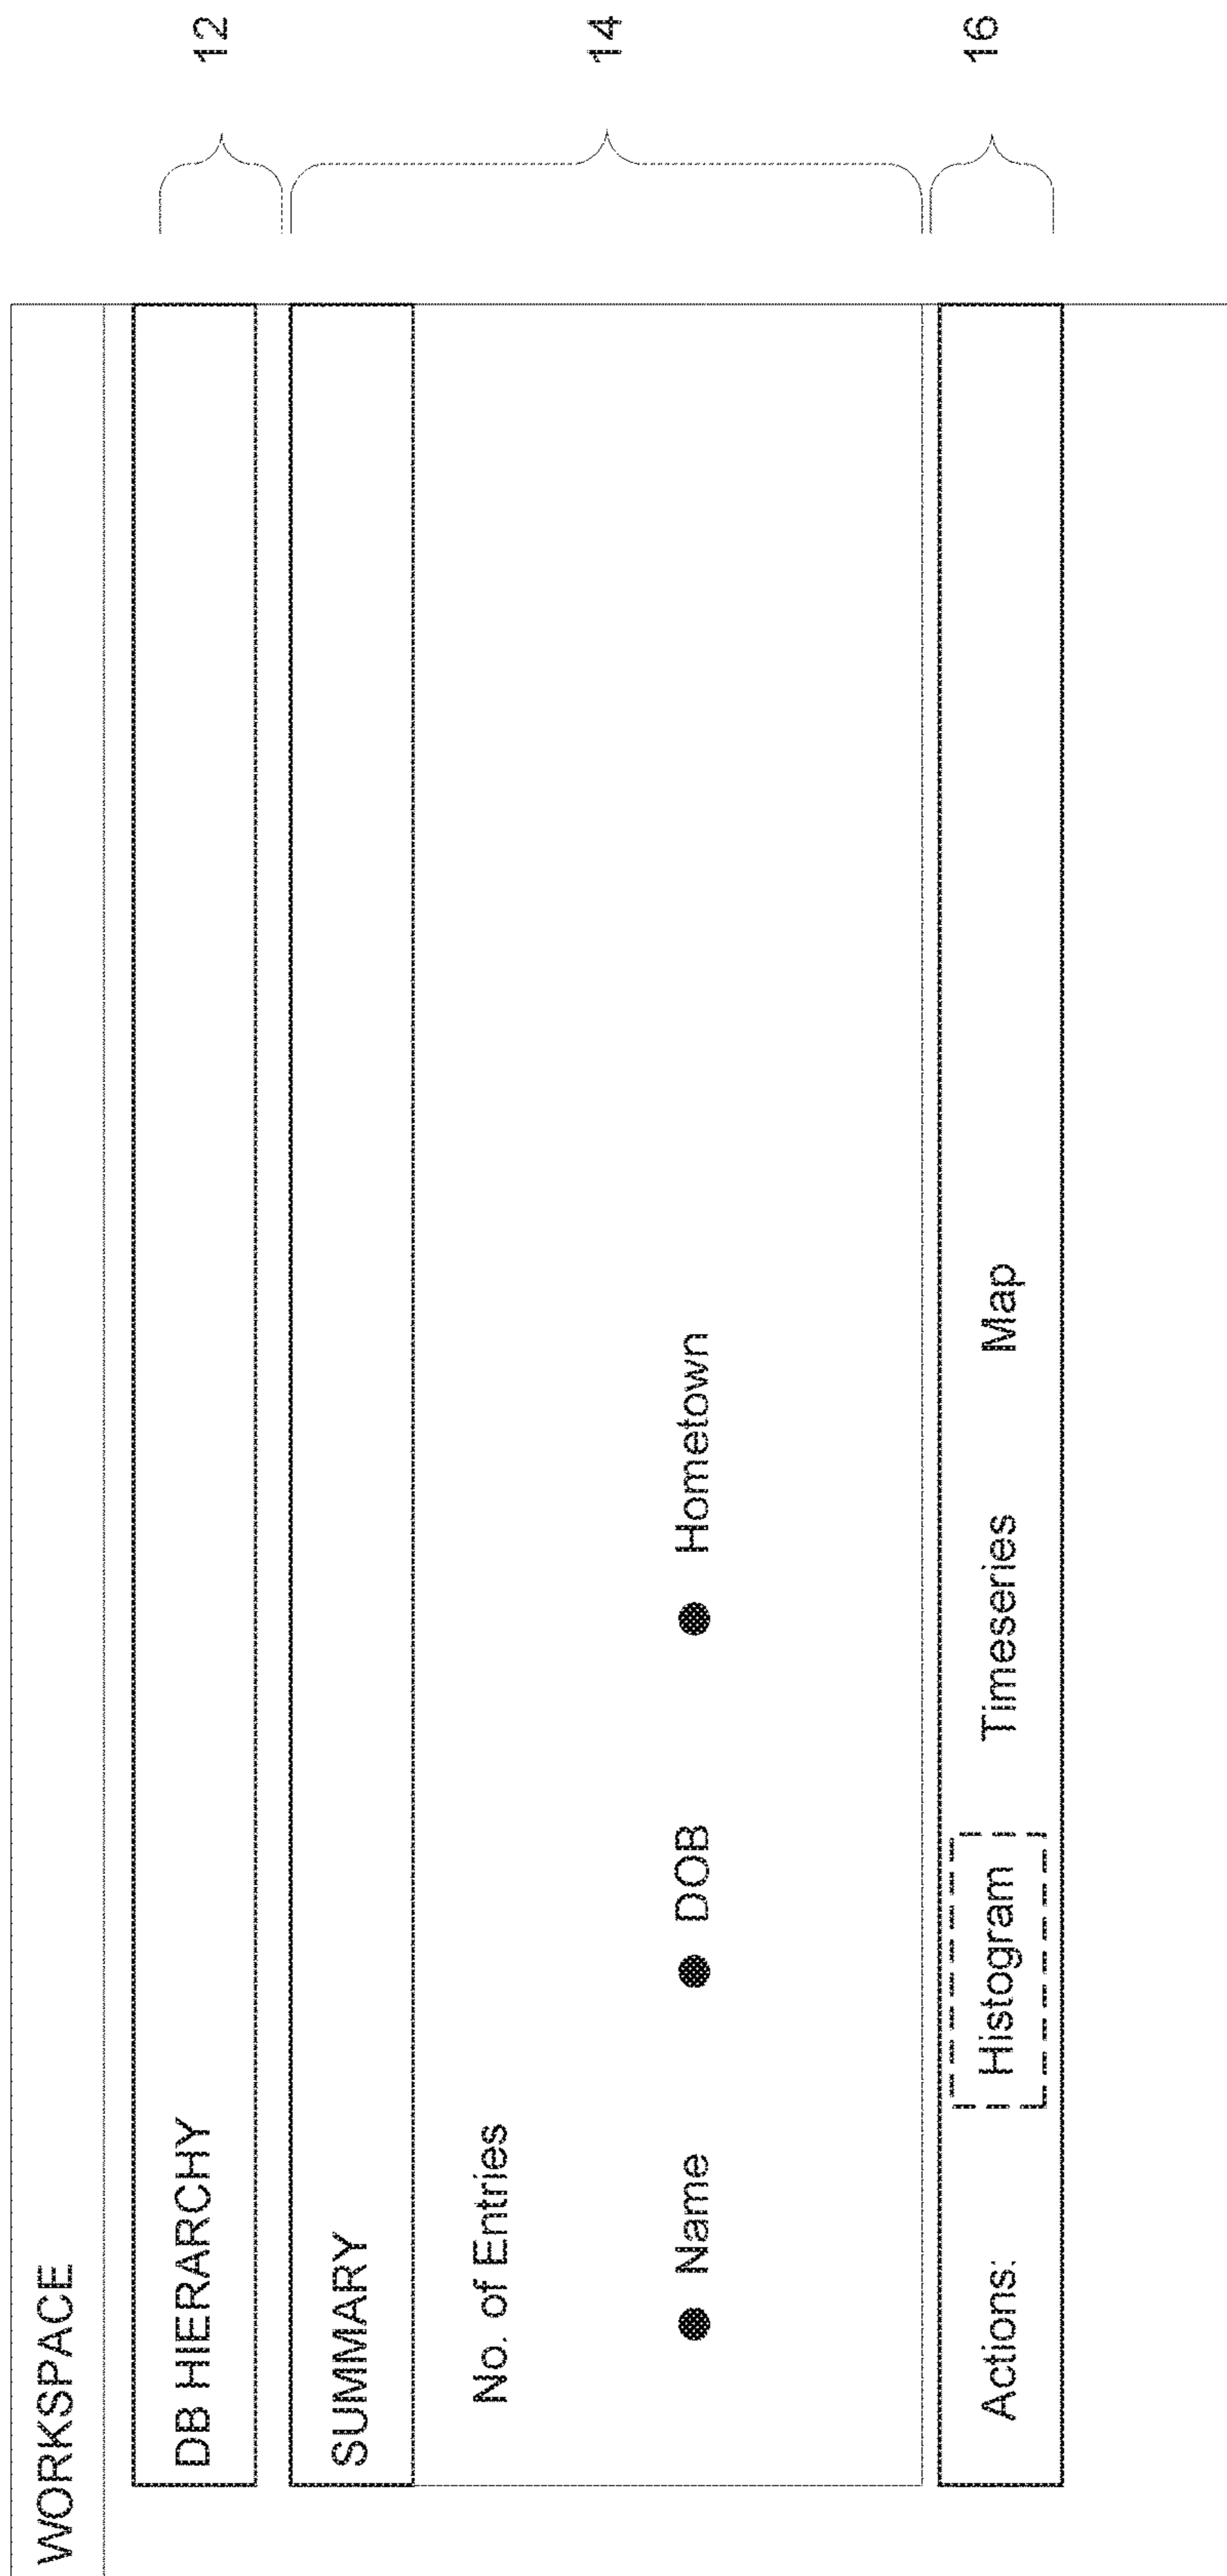 WORKSPACE
DB HIERARCHY
12
SUMMARY
No. of Entries
Name DOB Hometown
14
Actions: Histogram Timeseries Map
16